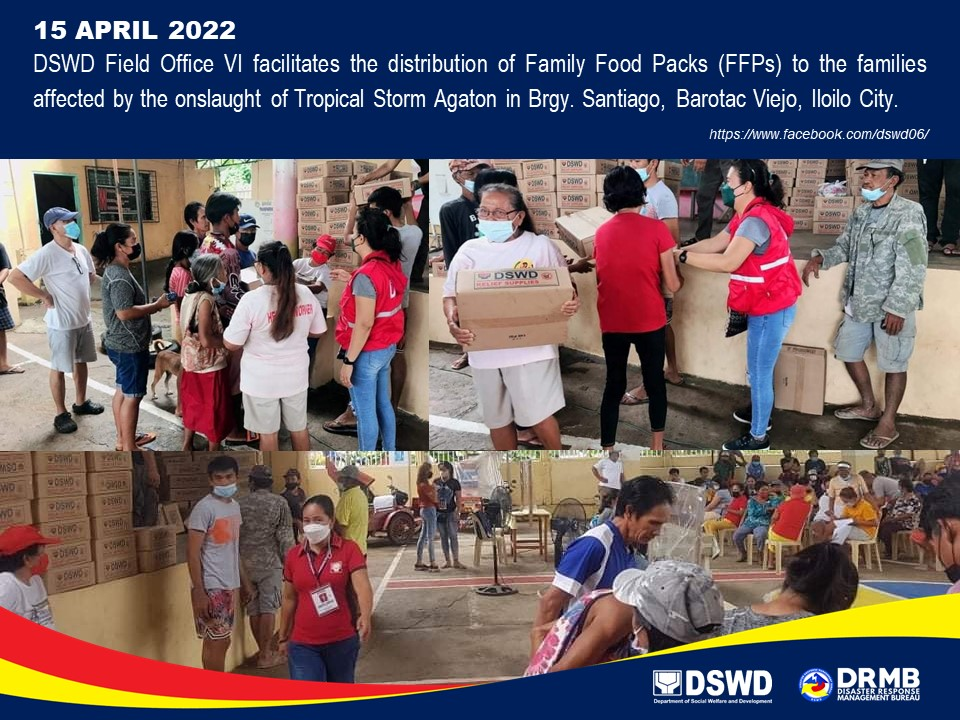 15 APRIL 2022
DSWD Field Office VI facilitates the distribution of Family Food Packs (FFPs) to the families
affected by the onslaught of Tropical Storm Agaton in Brgy. Santiago, Barotac Viejo, Iloilo City.
https://www.facebook.com/dswd06/
DSWD
RELIEF SUPPLIES
DSWD
Department of Social Welfare and Development
DRMB
DISASTER RESPONSE
MANAGEMENT BUREAU